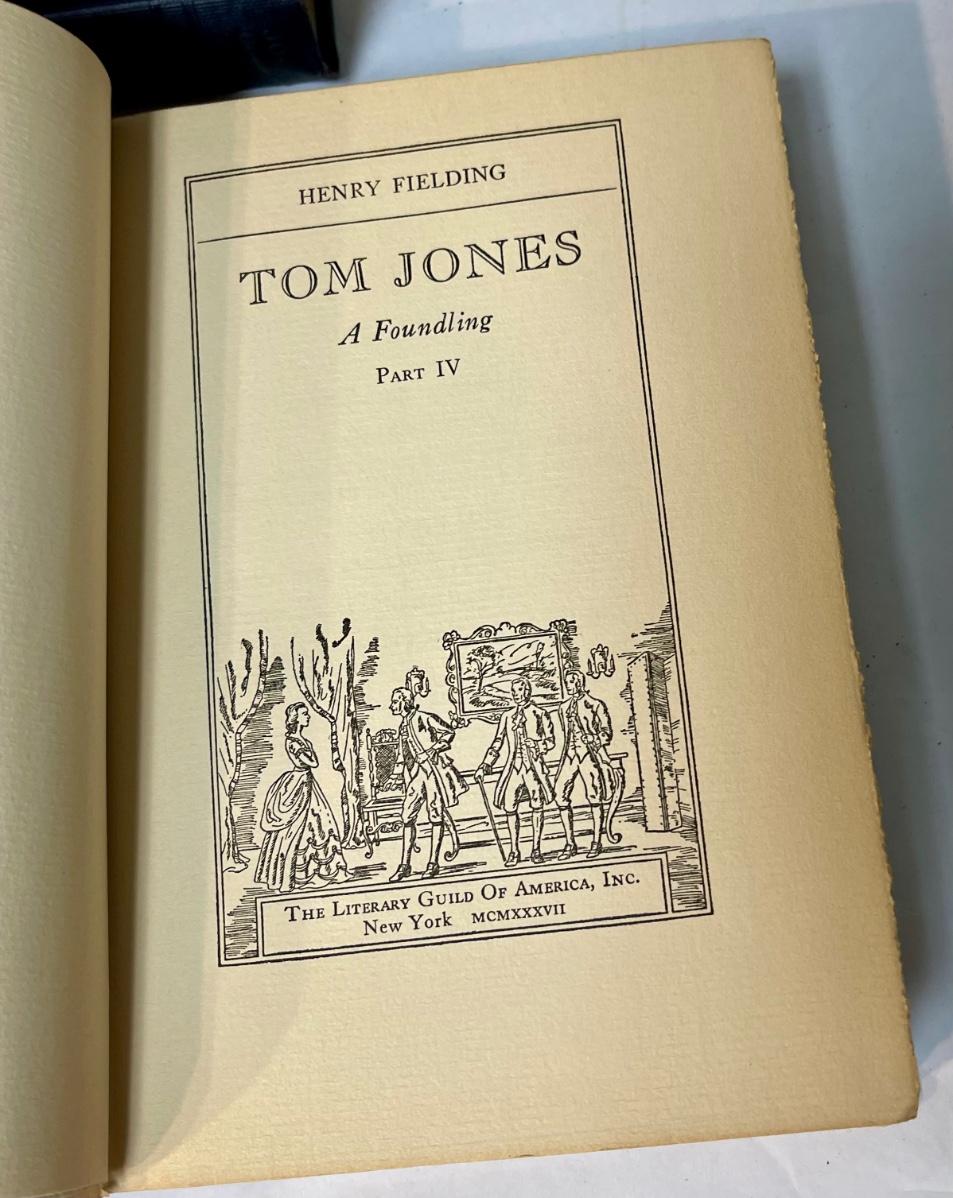 HENRY FIELDING
TOM JONES
A Foundling
PART IV
THE LITERARY GUILD OF AMERICA, INC.
New York MCMXXXVII